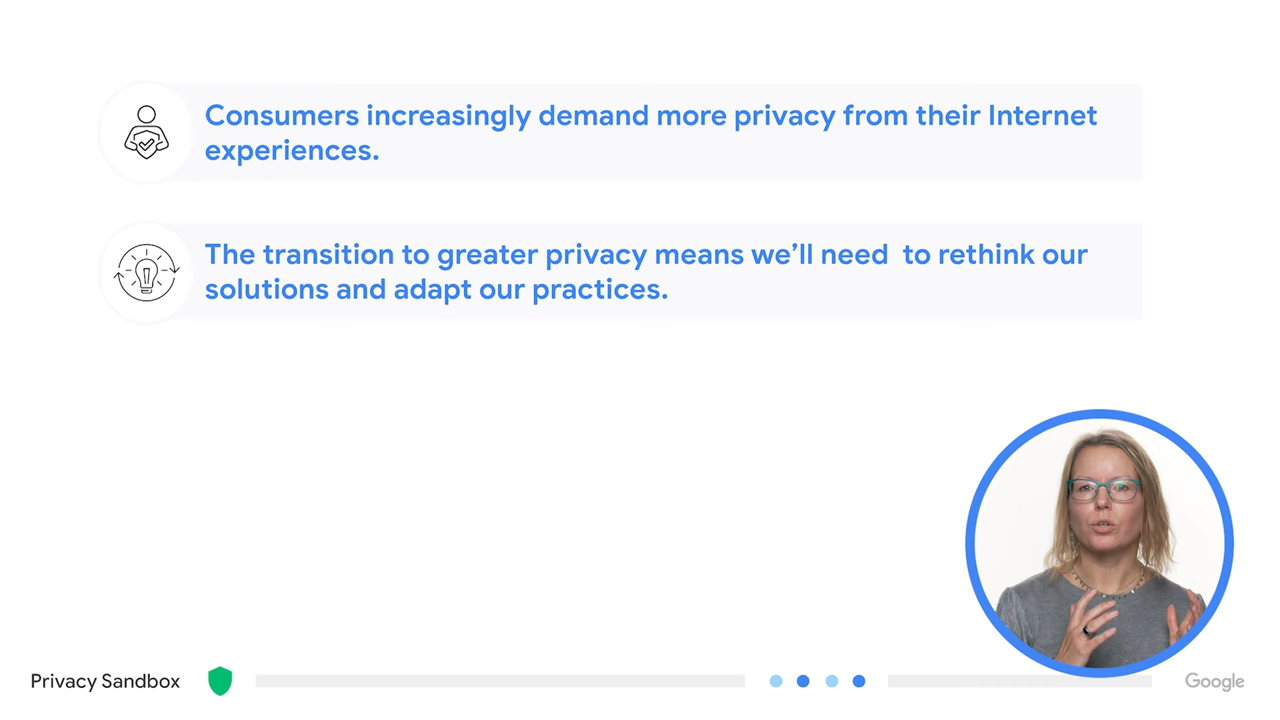 Consumers increasingly demand more privacy from their Internet
experiences.
The transition to greater privacy means we’ll need  to rethink our
solutions and adapt our practices.
Privacy Sandbox
Google